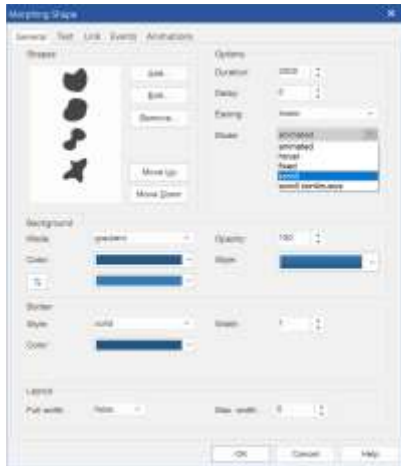 Morphing Shape
General Text Link Events Animations
Shapes
Add...
Edit...
Remove...
Move Up
Move Down
Options
Duration
Delay 0
Easing linear
Mode animated
animated
hover
fixed
scroll
scroll continuous
Background
Mode gradient
Opacity 100
Color
Style
Border
Style solid
Width 1
Color
Layout
Full width
Max. width 0
OK Cancel Help